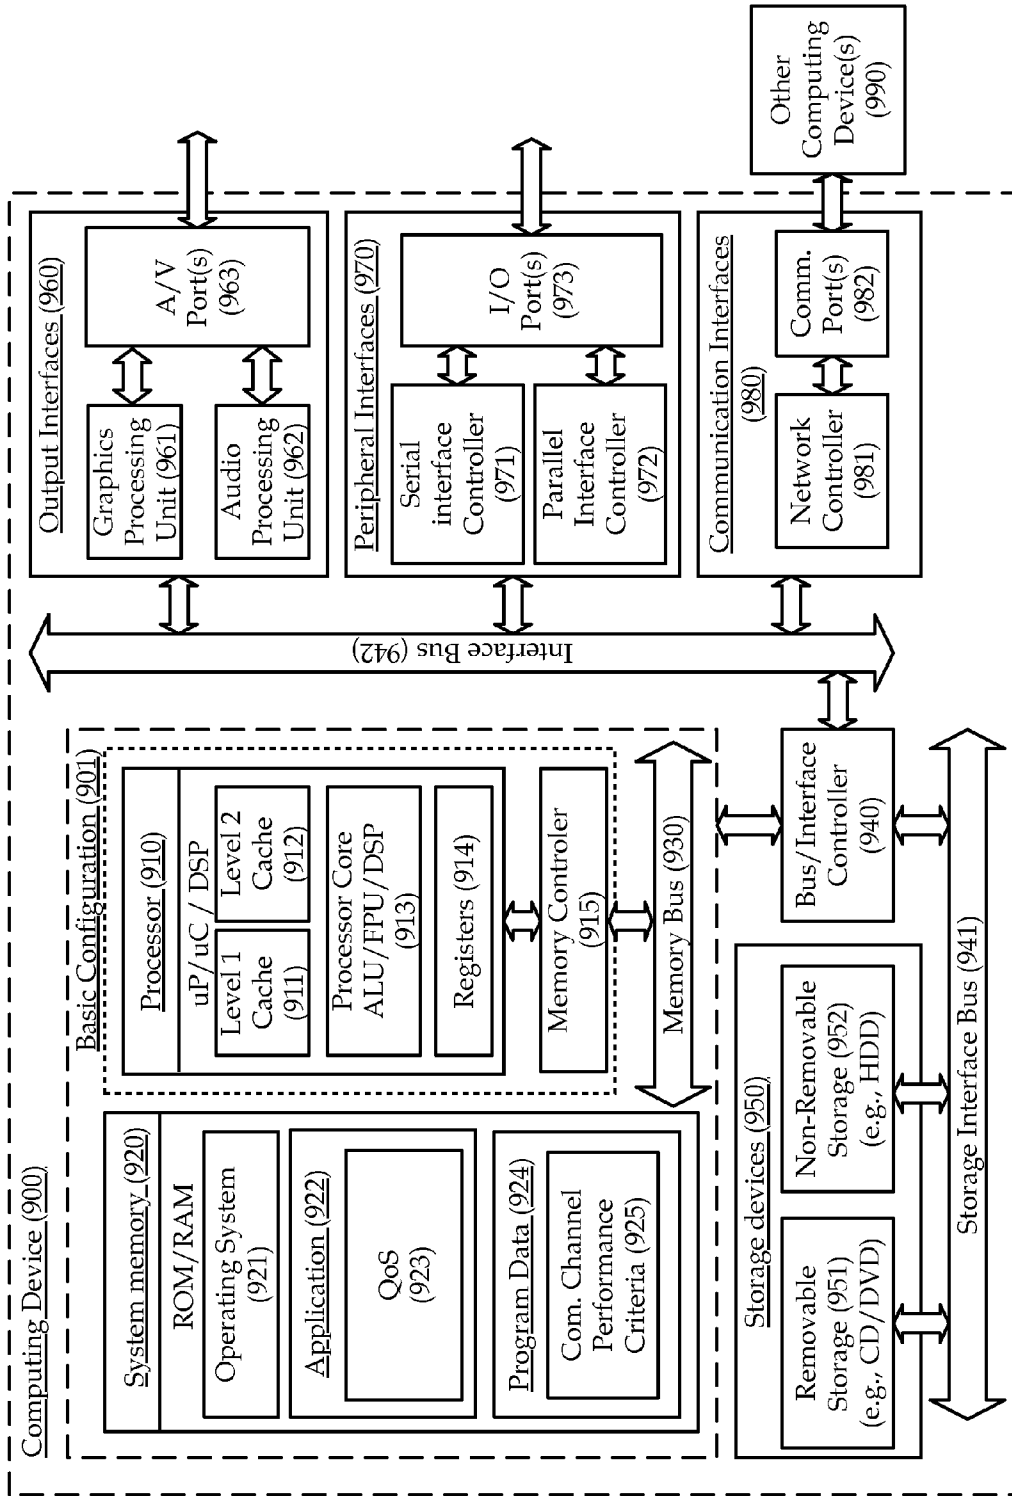 Computing Device (900)
Basic Configuration (901)
System memory (920)
ROM/RAM
Operating System
(921)
Application (922)
QoS
(923)
Program Data (924)
Com. Channel
Performance
Criteria (925)
Processor (910)
uP/uC / DSP
Level 1
Cache
(911)
Level 2
Cache
(912)
Processor Core
ALU/FPU/DSP
(913)
Registers (914)
Memory Controler
(915)
Memory Bus (930)
Storage devices (950)
Removable
Storage (951)
(e.g., CD/DVD)
Non-Removable
Storage (952)
(e.g., HDD)
Bus/Interface
Controller
(940)
Storage Interface Bus (941)
Interface Bus (942)
Output Interfaces (960)
Graphics
Processing
Unit (961)
Audio
Processing
Unit (962)
A/V
Port(s)
(963)
Peripheral Interfaces (970)
Serial
interface
Controller
(971)
Parallel
Interface
Controller
(972)
I/O
Port(s)
(973)
Communication Interfaces
(980)
Network
Controller
(981)
Comm.
Port(s)
(982)
Other
Computing
Device(s)
(990)